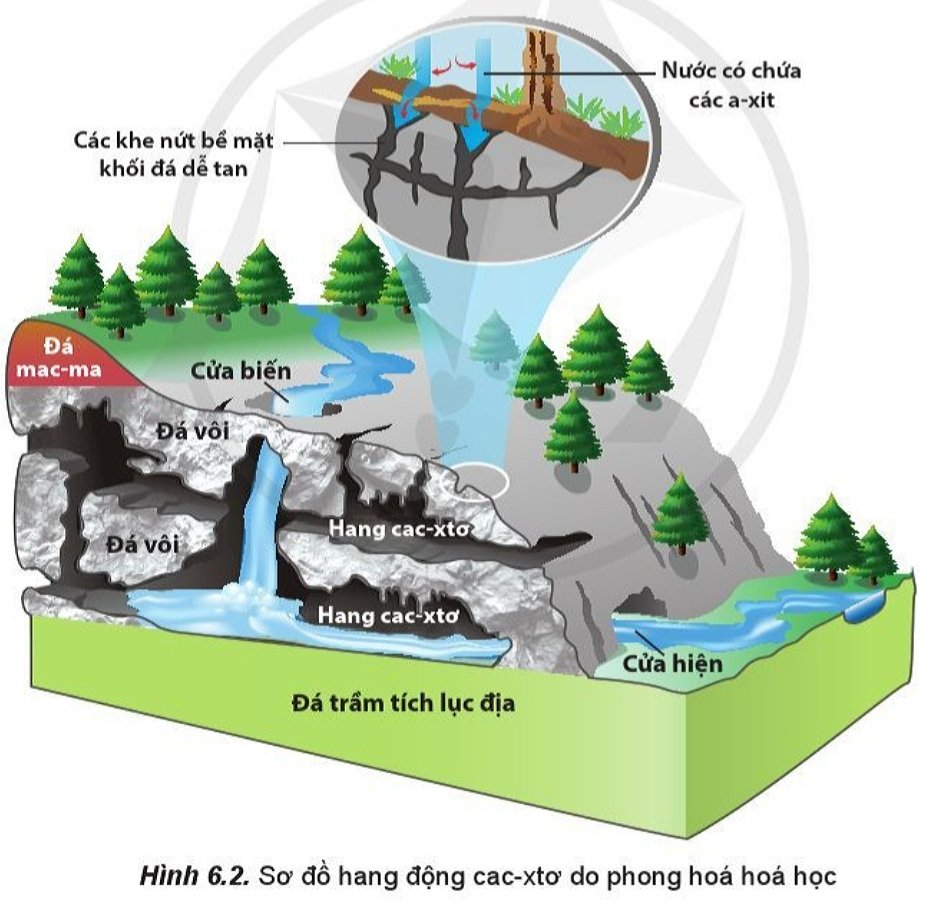 Nước có chứa
các a-xit
Các khe nứt bề mặt
khối đá dễ tan
Đá
mac-ma
Cửa biến
Đá vôi
Hang cac-xtơ
Đá vôi
Hang cac-xtơ
Cửa hiện
Đá trầm tích lục địa
Hình 6.2. Sơ đồ hang động cac-xtơ do phong hoá hoá học